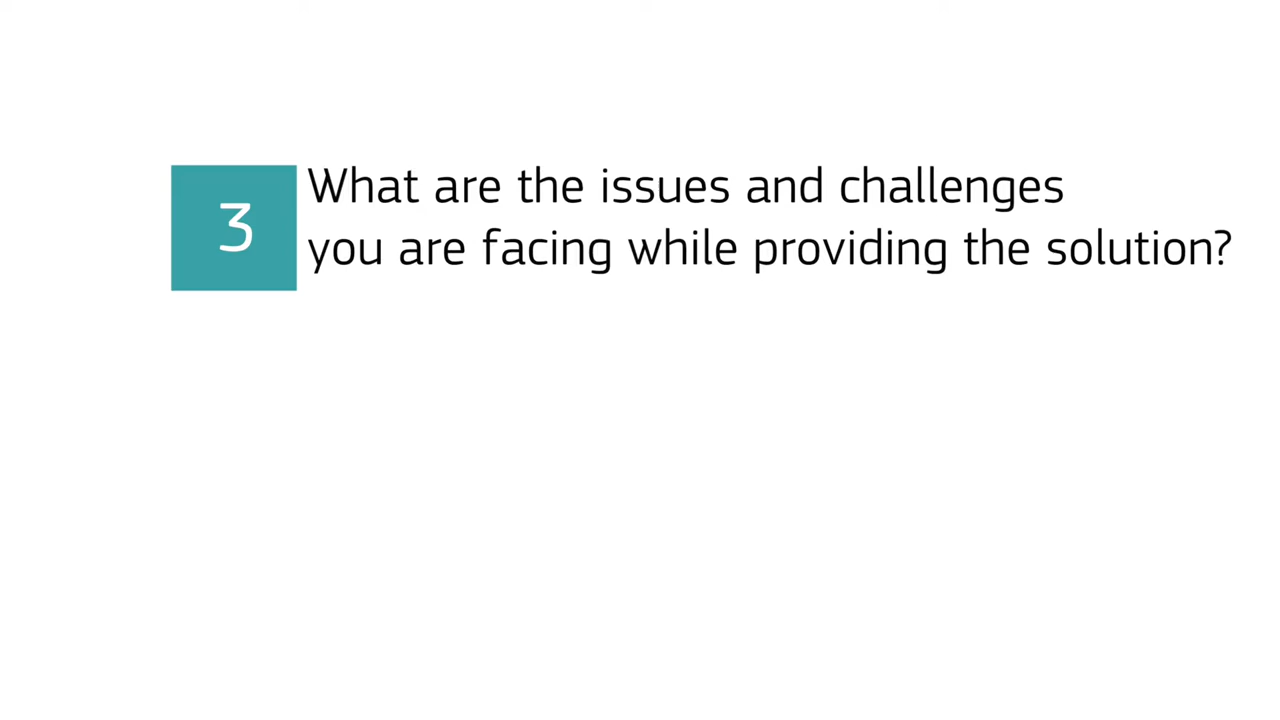 3
What are the issues and challenges
you are facing while providing the solution?